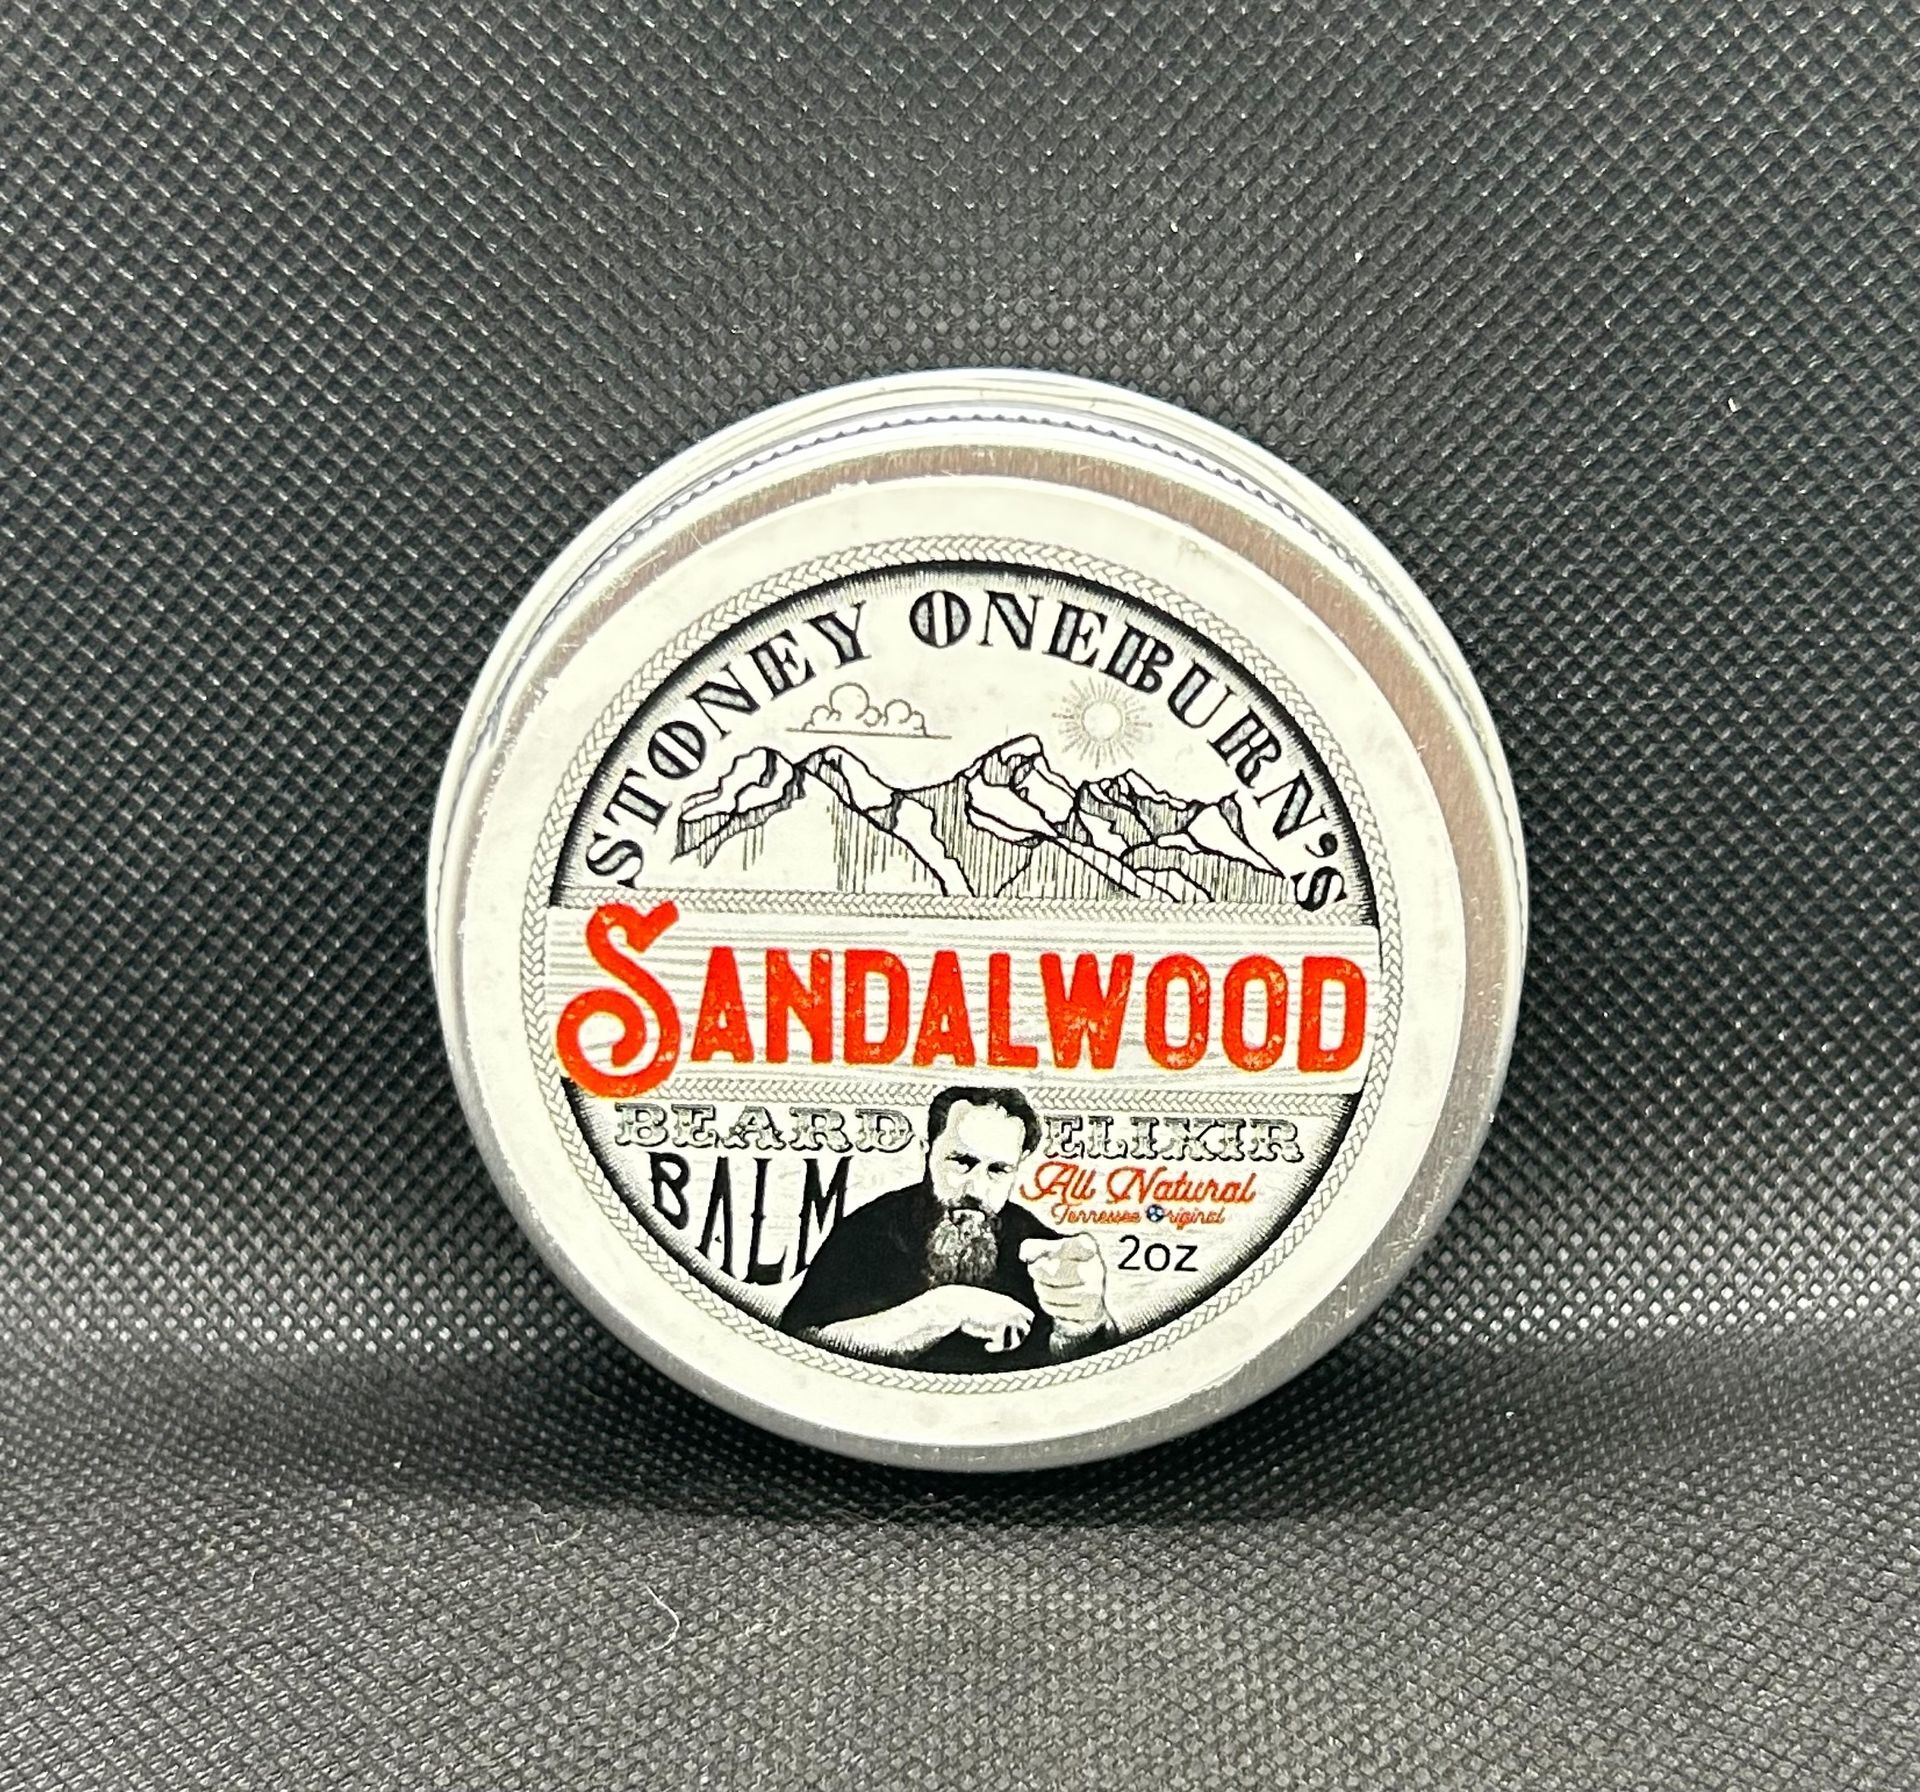 STONEY ONEBURN'S
SANDALWOOD
BEARD ELIXIR
BALM
All Natural
Tennessee Original
2oz